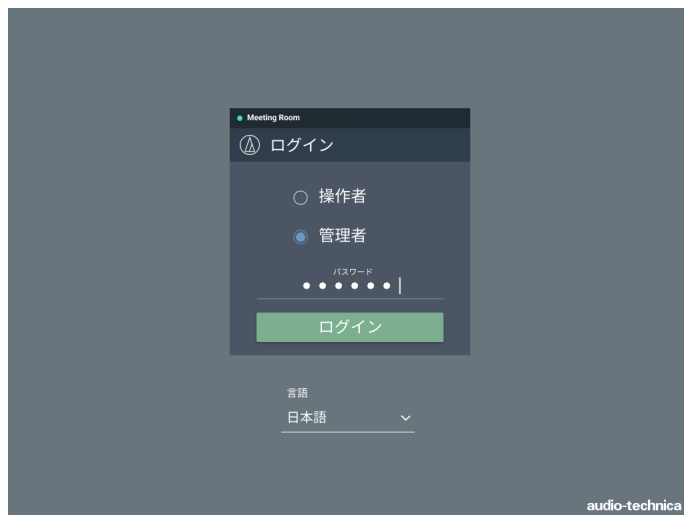 Meeting Room
ログイン
操作者
管理者
パスワード
ログイン
言語
日本語
audio-technica